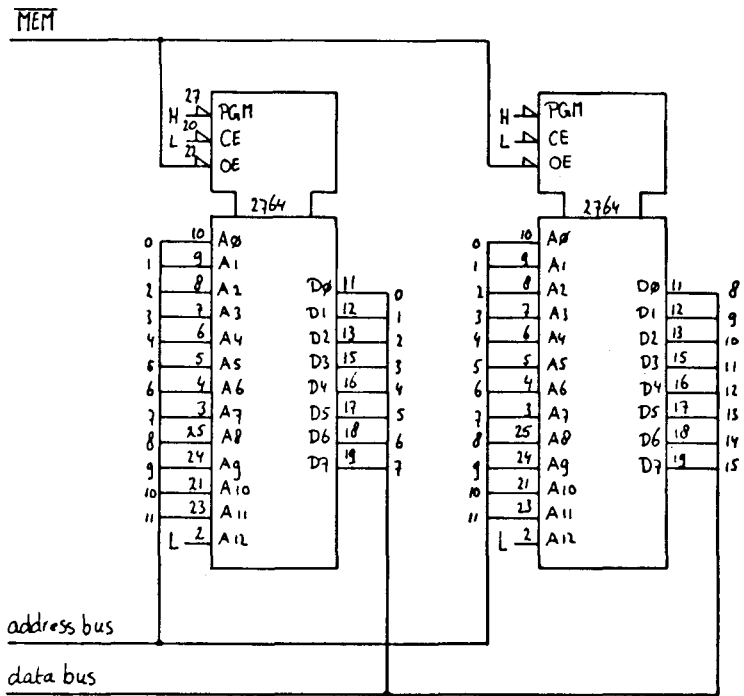 MEM
27 PGM PGM
H H
20 CE CE
L L
22 OE OE
2764 2764
0 10 A0 0 10 A0
1 9 A1 1 9 A1
2 8 A2 D0 11 0 2 8 A2 D0 11 8
3 7 A3 D1 12 1 3 7 A3 D1 12 9
4 6 A4 D2 13 2 4 6 A4 D2 13 10
5 5 A5 D3 15 3 5 5 A5 D3 15 11
6 4 A6 D4 16 4 6 4 A6 D4 16 12
7 3 A7 D5 17 5 7 3 A7 D5 17 13
8 25 A8 D6 18 6 8 25 A8 D6 18 14
9 24 A9 D7 19 7 9 24 A9 D7 19 15
10 21 A10 10 21 A10
11 23 A11 11 23 A11
L 2 A12 L 2 A12
address bus
data bus